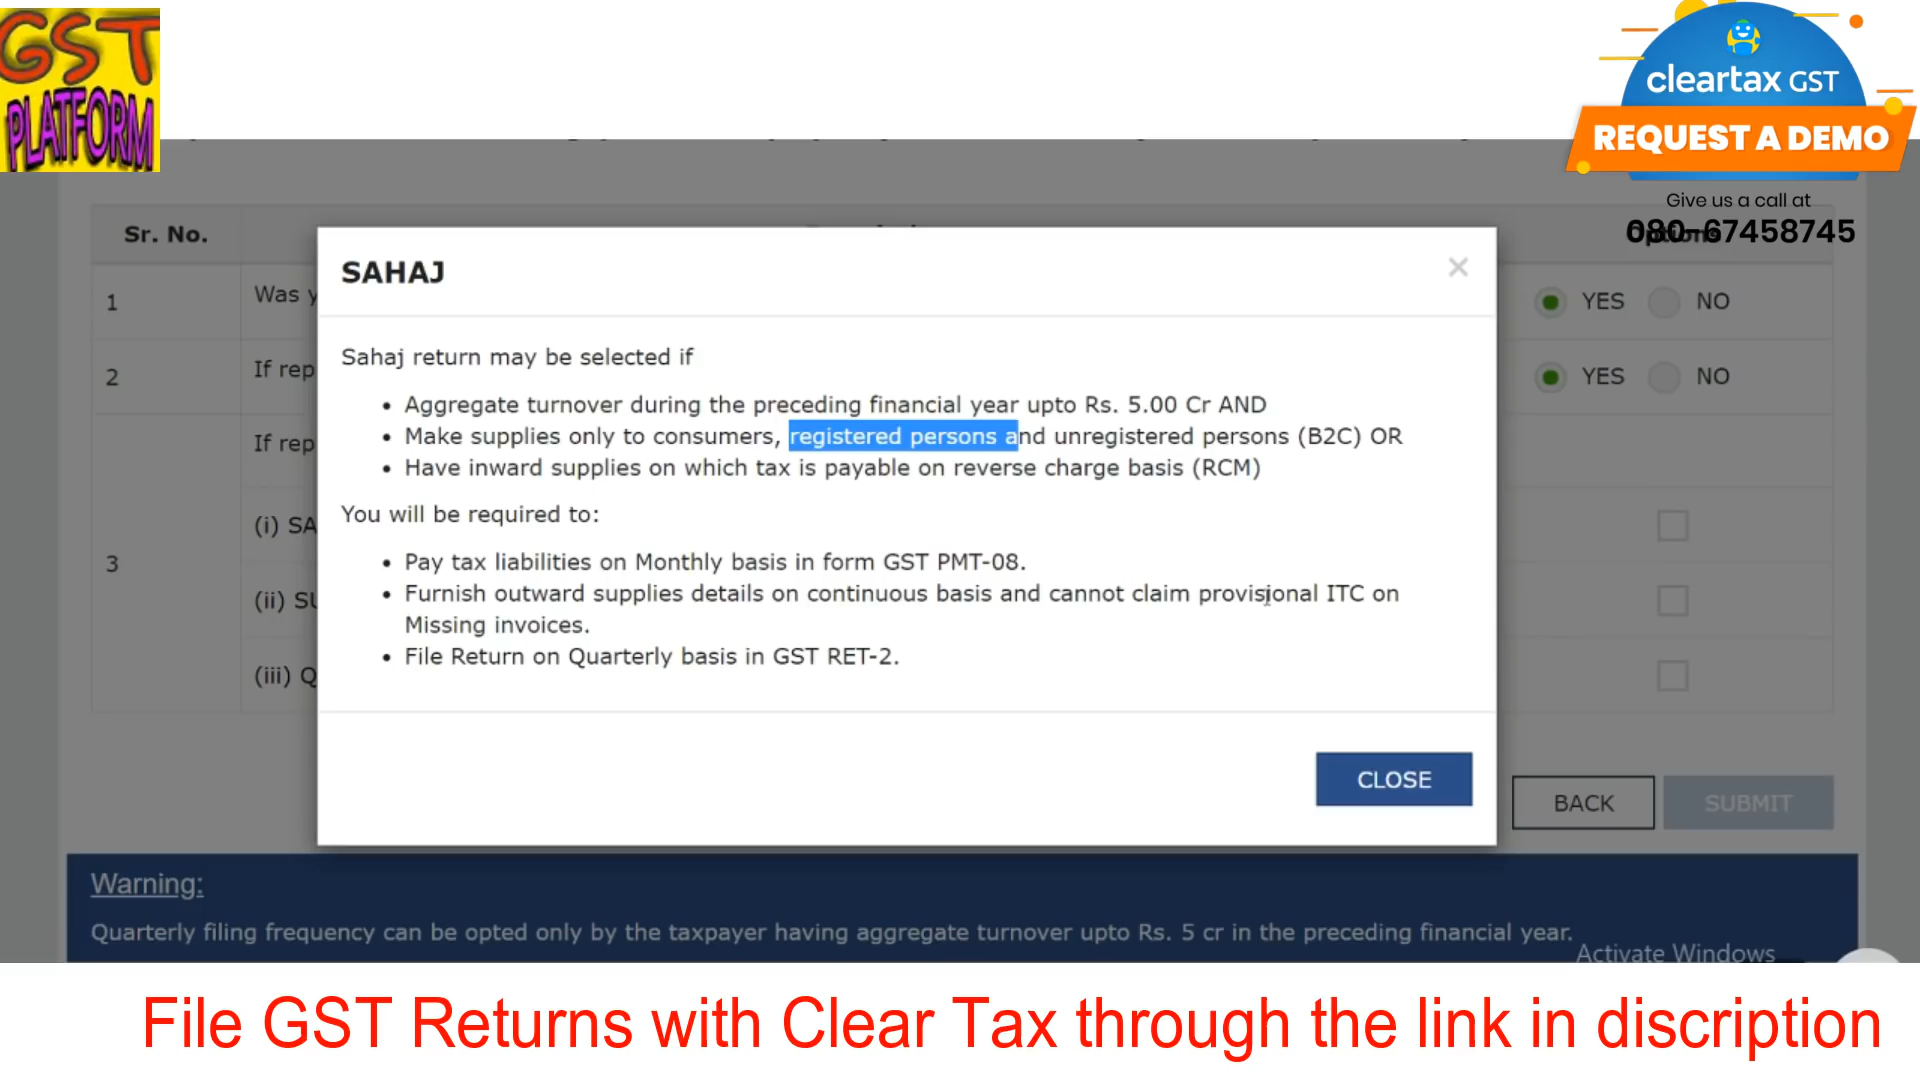 GST
PLATFORM
cleartax GST
REQUEST A DEMO
Give us a call at
080-67458745
Sr. No.
Options
SAHAJ
×
1
Was y
YES
NO
Sahaj return may be selected if
2
If rep
YES
NO
• Aggregate turnover during the preceding financial year upto Rs. 5.00 Cr AND
• Make supplies only to consumers, registered persons and unregistered persons (B2C) OR
If rep
• Have inward supplies on which tax is payable on reverse charge basis (RCM)
You will be required to:
(i) SA
3
• Pay tax liabilities on Monthly basis in form GST PMT-08.
• Furnish outward supplies details on continuous basis and cannot claim provisional ITC on
Missing invoices.
(ii) SU
• File Return on Quarterly basis in GST RET-2.
(iii) Q
CLOSE
BACK
SUBMIT
Warning:
Quarterly filing frequency can be opted only by the taxpayer having aggregate turnover upto Rs. 5 cr in the preceding financial year.
Activate Windows
File GST Returns with Clear Tax through the link in discription